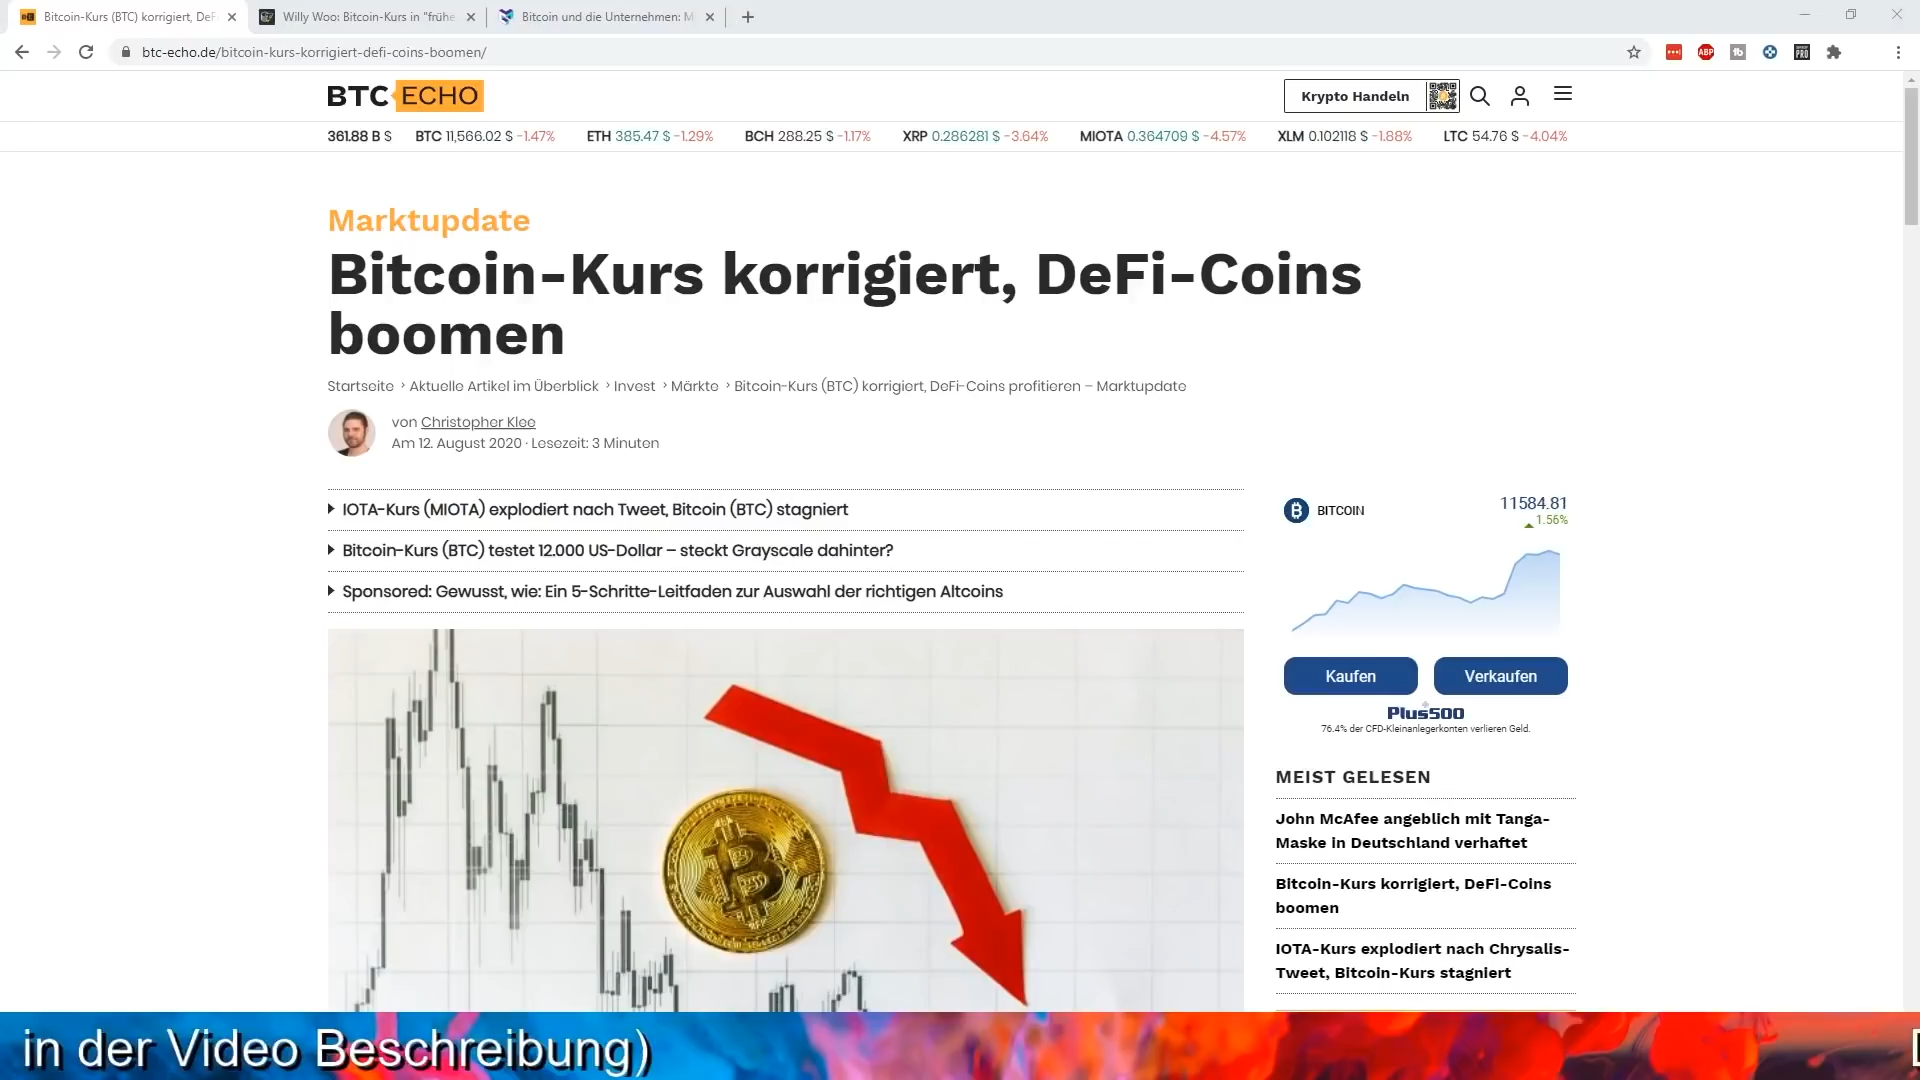 Bitcoin-Kurs (BTC) korrigiert, DeF
Willy Woo: Bitcoin-Kurs in "frühe
Bitcoin und die Unternehmen: M
btc-echo.de/bitcoin-kurs-korrigiert-defi-coins-boomen/
ABP
fb
PRO
BTC ECHO
Krypto Handeln
361.88 B $ BTC 11,566.02 $ -1.47% ETH 385.47 $ -1.29% BCH 288.25 $ -1.17% XRP 0.286281 $ -3.64% MIOTA 0.364709 $ -4.57% XLM 0.102118 $ -1.88% LTC 54.76 $ -4.04%
Marktupdate
Bitcoin-Kurs korrigiert, DeFi-Coins
boomen
Startseite › Aktuelle Artikel im Überblick › Invest › Märkte › Bitcoin-Kurs (BTC) korrigiert, DeFi-Coins profitieren – Marktupdate
von Christopher Klee
Am 12. August 2020 · Lesezeit: 3 Minuten
IOTA-Kurs (MIOTA) explodiert nach Tweet, Bitcoin (BTC) stagniert
Bitcoin-Kurs (BTC) testet 12.000 US-Dollar – steckt Grayscale dahinter?
Sponsored: Gewusst, wie: Ein 5-Schritte-Leitfaden zur Auswahl der richtigen Altcoins
BITCOIN
11584.81
1.56%
Kaufen
Verkaufen
Plus500
76.4% der CFD-Kleinanlegerkonten verlieren Geld.
MEIST GELESEN
John McAfee angeblich mit Tanga-
Maske in Deutschland verhaftet
Bitcoin-Kurs korrigiert, DeFi-Coins
boomen
IOTA-Kurs explodiert nach Chrysalis-
Tweet, Bitcoin-Kurs stagniert
in der Video Beschreibung)